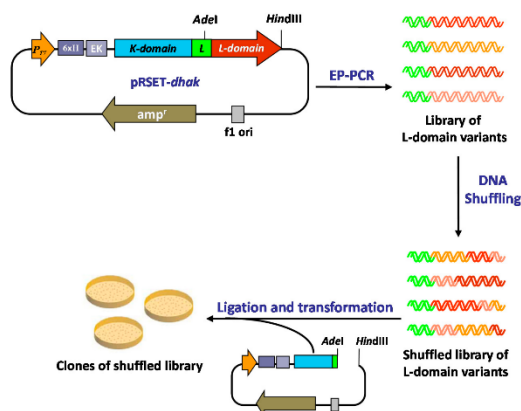 AdeI
HindIII
PT7
6xH
EK
K-domain
L
L-domain
pRSET-dhak
ampr
f1 ori
EP-PCR
Library of
L-domain variants
DNA
Shuffling
Ligation and transformation
Clones of shuffled library
AdeI
HindIII
Shuffled library of
L-domain variants